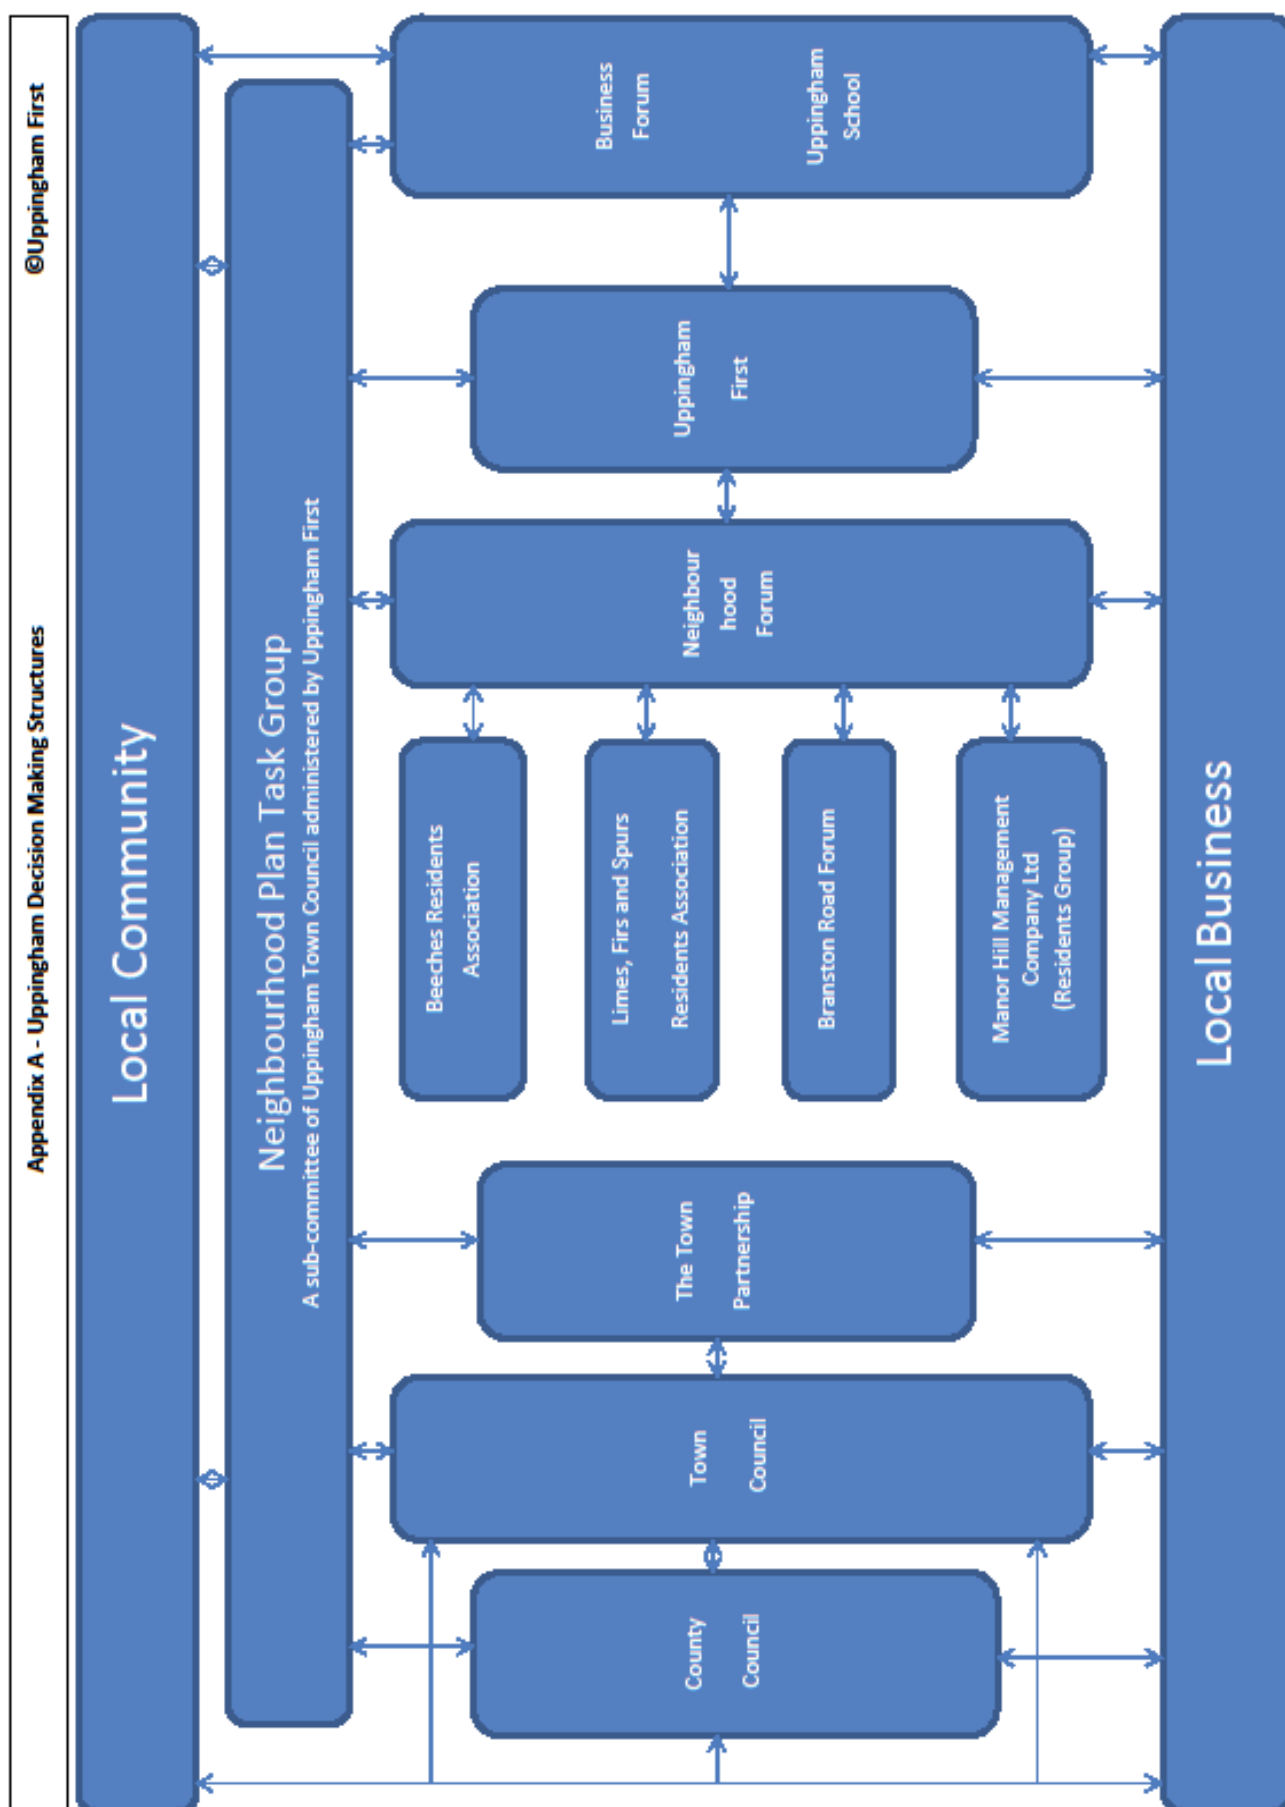 Appendix A - Uppingham Decision Making Structures
©Uppingham First
Local Community
Neighbourhood Plan Task Group
A sub-committee of Uppingham Town Council administered by Uppingham First
County
Council
Town
Council
The Town
Partnership
Beeches Residents
Association
Limes, Firs and Spurs
Residents Association
Branston Road Forum
Manor Hill Management
Company Ltd
(Residents Group)
Neighbour
hood
Forum
Uppingham
First
Business
Forum
Uppingham
School
Local Business